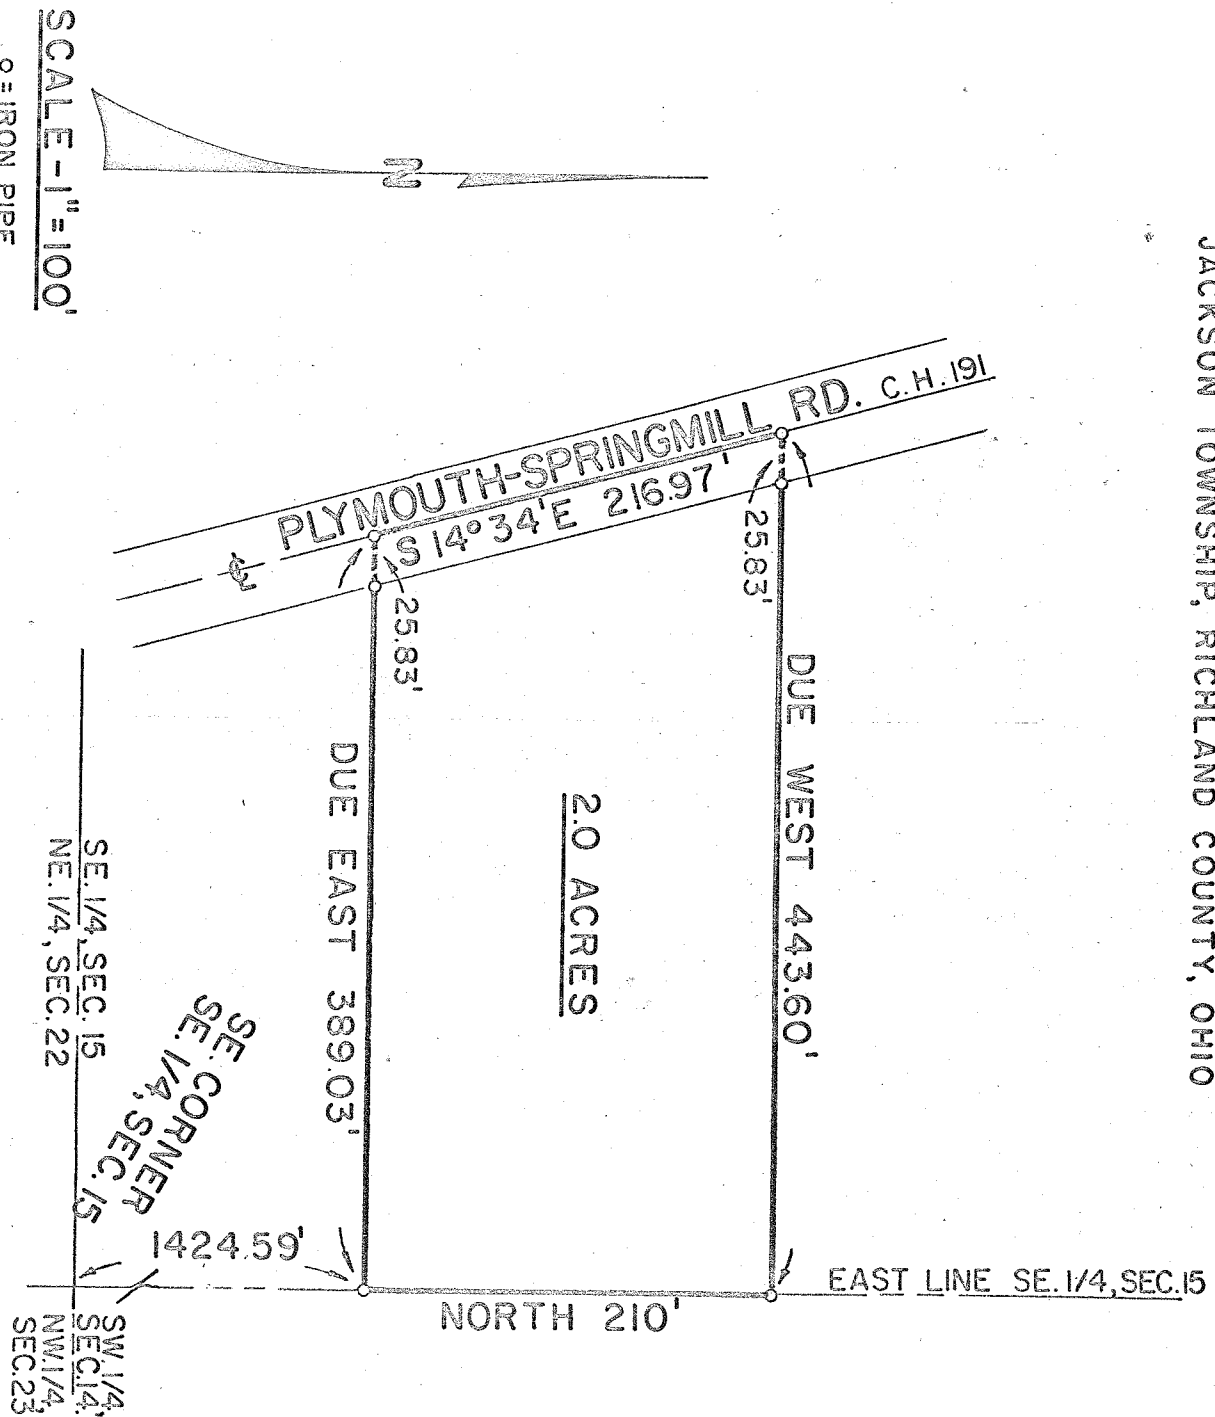 JACKSON TOWNSHIP, RICHLAND COUNTY, OHIO
PLYMOUTH-SPRINGMILL RD. C.H. 191
S 14°34'E 216.97'
℄
25.83'
25.83'
DUE WEST 443.60'
2.0 ACRES
DUE EAST 389.03'
NORTH 210'
EAST LINE SE. 1/4, SEC. 15
1424.59'
SE. CORNER
SE. 1/4, SEC. 15
SE. 1/4, SEC. 15
NE. 1/4, SEC. 22
SW. 1/4,
SEC. 14.
NW. 1/4,
SEC. 23,
N
SCALE - 1" = 100'
o = IRON PIPE